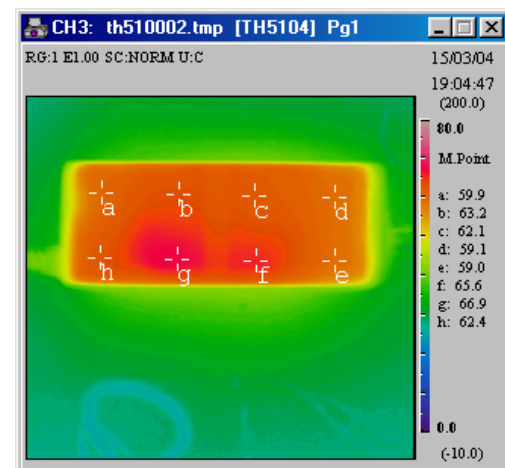 CH3: th510002.tmp [TH5104] Pg1
RG:1 E1.00 SC:NORM U:C
15/03/04
19:04:47
(200.0)
80.0
M.Point
a: 59.9
b: 63.2
c: 62.1
d: 59.1
e: 59.0
f: 65.6
g: 66.9
h: 62.4
0.0
(-10.0)
a b c d
h g f e